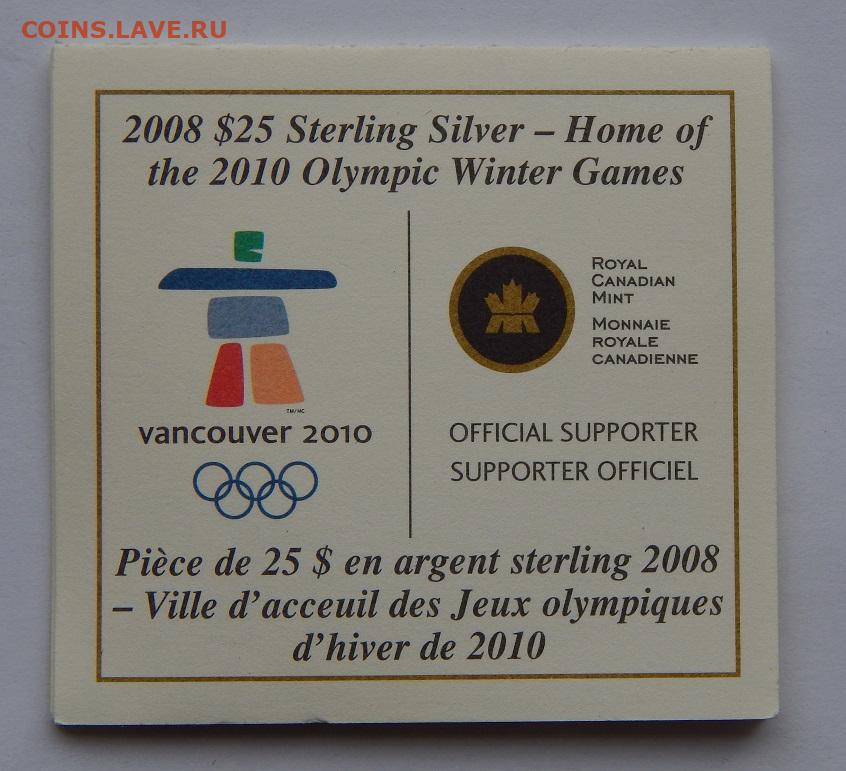 COINS.LAVE.RU
2008 $25 Sterling Silver – Home of
the 2010 Olympic Winter Games
TM/MC
vancouver 2010
ROYAL
CANADIAN
MINT
MONNAIE
ROYALE
CANADIENNE
OFFICIAL SUPPORTER
SUPPORTER OFFICIEL
Pièce de 25 $ en argent sterling 2008
– Ville d’acceuil des Jeux olympiques
d’hiver de 2010